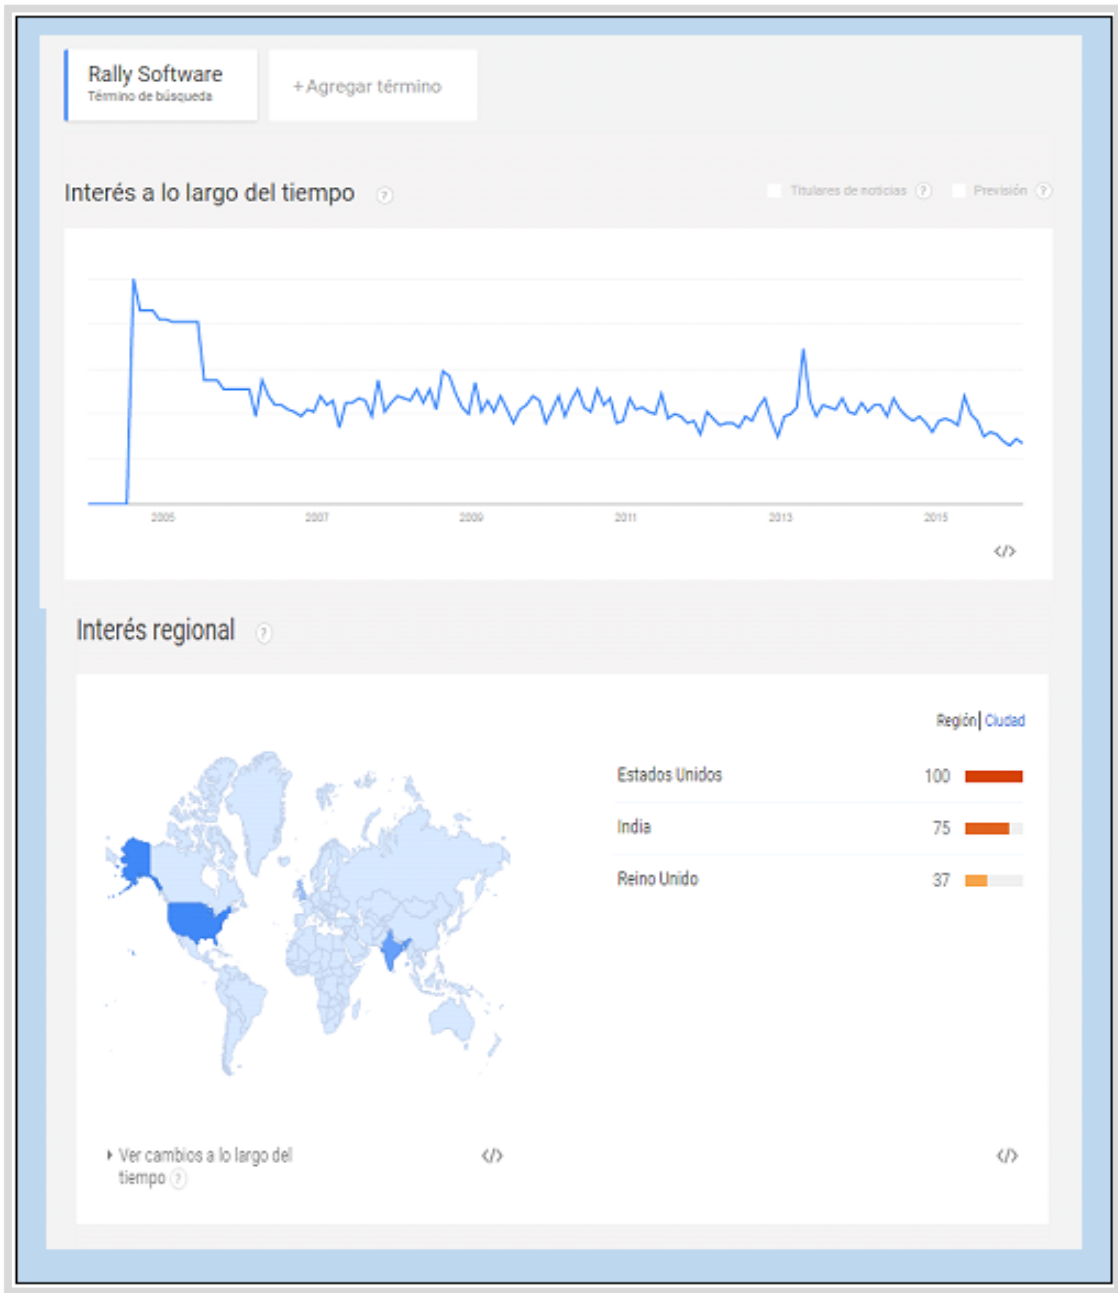 Rally Software
Término de búsqueda
+Agregar término
Interés a lo largo del tiempo ?
Titulares de noticias ? Previsión ?
2005 2007 2009 2011 2013 2015
</>
Interés regional ?
Región Ciudad
Estados Unidos 100
India 75
Reino Unido 37
Ver cambios a lo largo del
tiempo ?
</>
</>